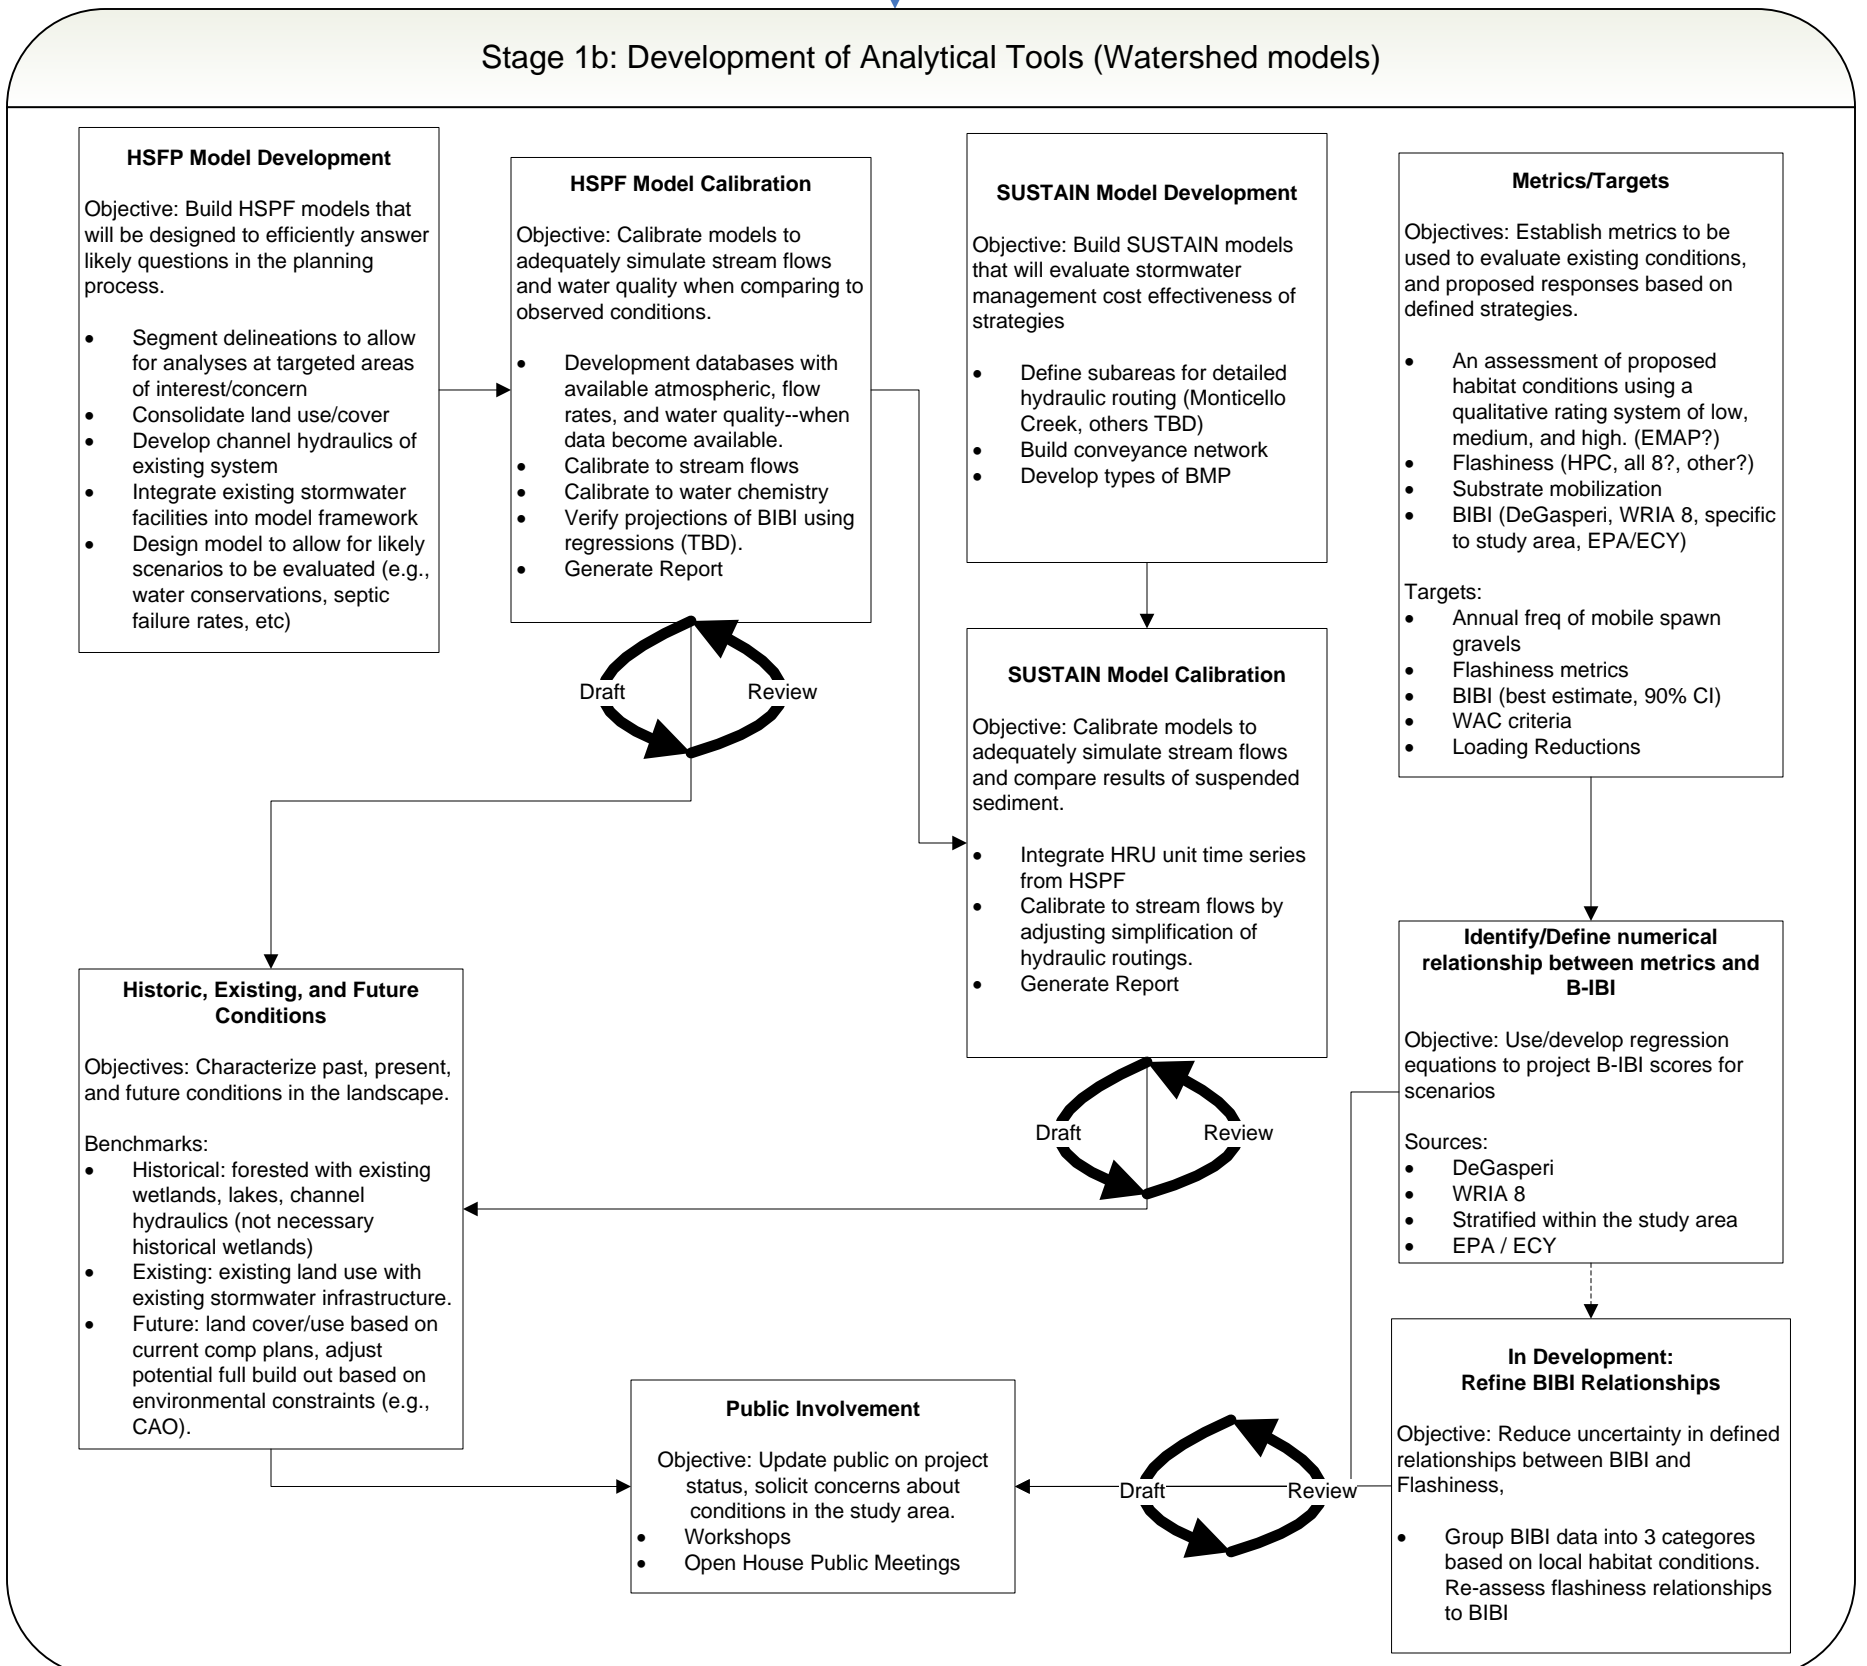 Stage 1b: Development of Analytical Tools (Watershed models)
HSFP Model Development
Objective: Build HSPF models that
will be designed to efficiently answer
likely questions in the planning
process.
• Segment delineations to allow
for analyses at targeted areas
of interest/concern
• Consolidate land use/cover
• Develop channel hydraulics of
existing system
• Integrate existing stormwater
facilities into model framework
• Design model to allow for likely
scenarios to be evaluated (e.g.,
water conservations, septic
failure rates, etc)
HSPF Model Calibration
Objective: Calibrate models to
adequately simulate stream flows
and water quality when comparing to
observed conditions.
• Development databases with
available atmospheric, flow
rates, and water quality--when
data become available.
• Calibrate to stream flows
• Calibrate to water chemistry
• Verify projections of BIBI using
regressions (TBD).
• Generate Report
Draft
Review
SUSTAIN Model Development
Objective: Build SUSTAIN models
that will evaluate stormwater
management cost effectiveness of
strategies
• Define subareas for detailed
hydraulic routing (Monticello
Creek, others TBD)
• Build conveyance network
• Develop types of BMP
SUSTAIN Model Calibration
Objective: Calibrate models to
adequately simulate stream flows
and compare results of suspended
sediment.
• Integrate HRU unit time series
from HSPF
• Calibrate to stream flows by
adjusting simplification of
hydraulic routings.
• Generate Report
Draft
Review
Metrics/Targets
Objectives: Establish metrics to be
used to evaluate existing conditions,
and proposed responses based on
defined strategies.
• An assessment of proposed
habitat conditions using a
qualitative rating system of low,
medium, and high. (EMAP?)
• Flashiness (HPC, all 8?, other?)
• Substrate mobilization
• BIBI (DeGasperi, WRIA 8, specific
to study area, EPA/ECY)
Targets:
• Annual freq of mobile spawn
gravels
• Flashiness metrics
• BIBI (best estimate, 90% CI)
• WAC criteria
• Loading Reductions
Identify/Define numerical
relationship between metrics and
B-IBI
Objective: Use/develop regression
equations to project B-IBI scores for
scenarios
Sources:
• DeGasperi
• WRIA 8
• Stratified within the study area
• EPA / ECY
Historic, Existing, and Future
Conditions
Objectives: Characterize past, present,
and future conditions in the landscape.
Benchmarks:
• Historical: forested with existing
wetlands, lakes, channel
hydraulics (not necessary
historical wetlands)
• Existing: existing land use with
existing stormwater infrastructure.
• Future: land cover/use based on
current comp plans, adjust
potential full build out based on
environmental constraints (e.g.,
CAO).
Public Involvement
Objective: Update public on project
status, solicit concerns about
conditions in the study area.
• Workshops
• Open House Public Meetings
Draft
Review
In Development:
Refine BIBI Relationships
Objective: Reduce uncertainty in defined
relationships between BIBI and
Flashiness,
• Group BIBI data into 3 categores
based on local habitat conditions.
Re-assess flashiness relationships
to BIBI